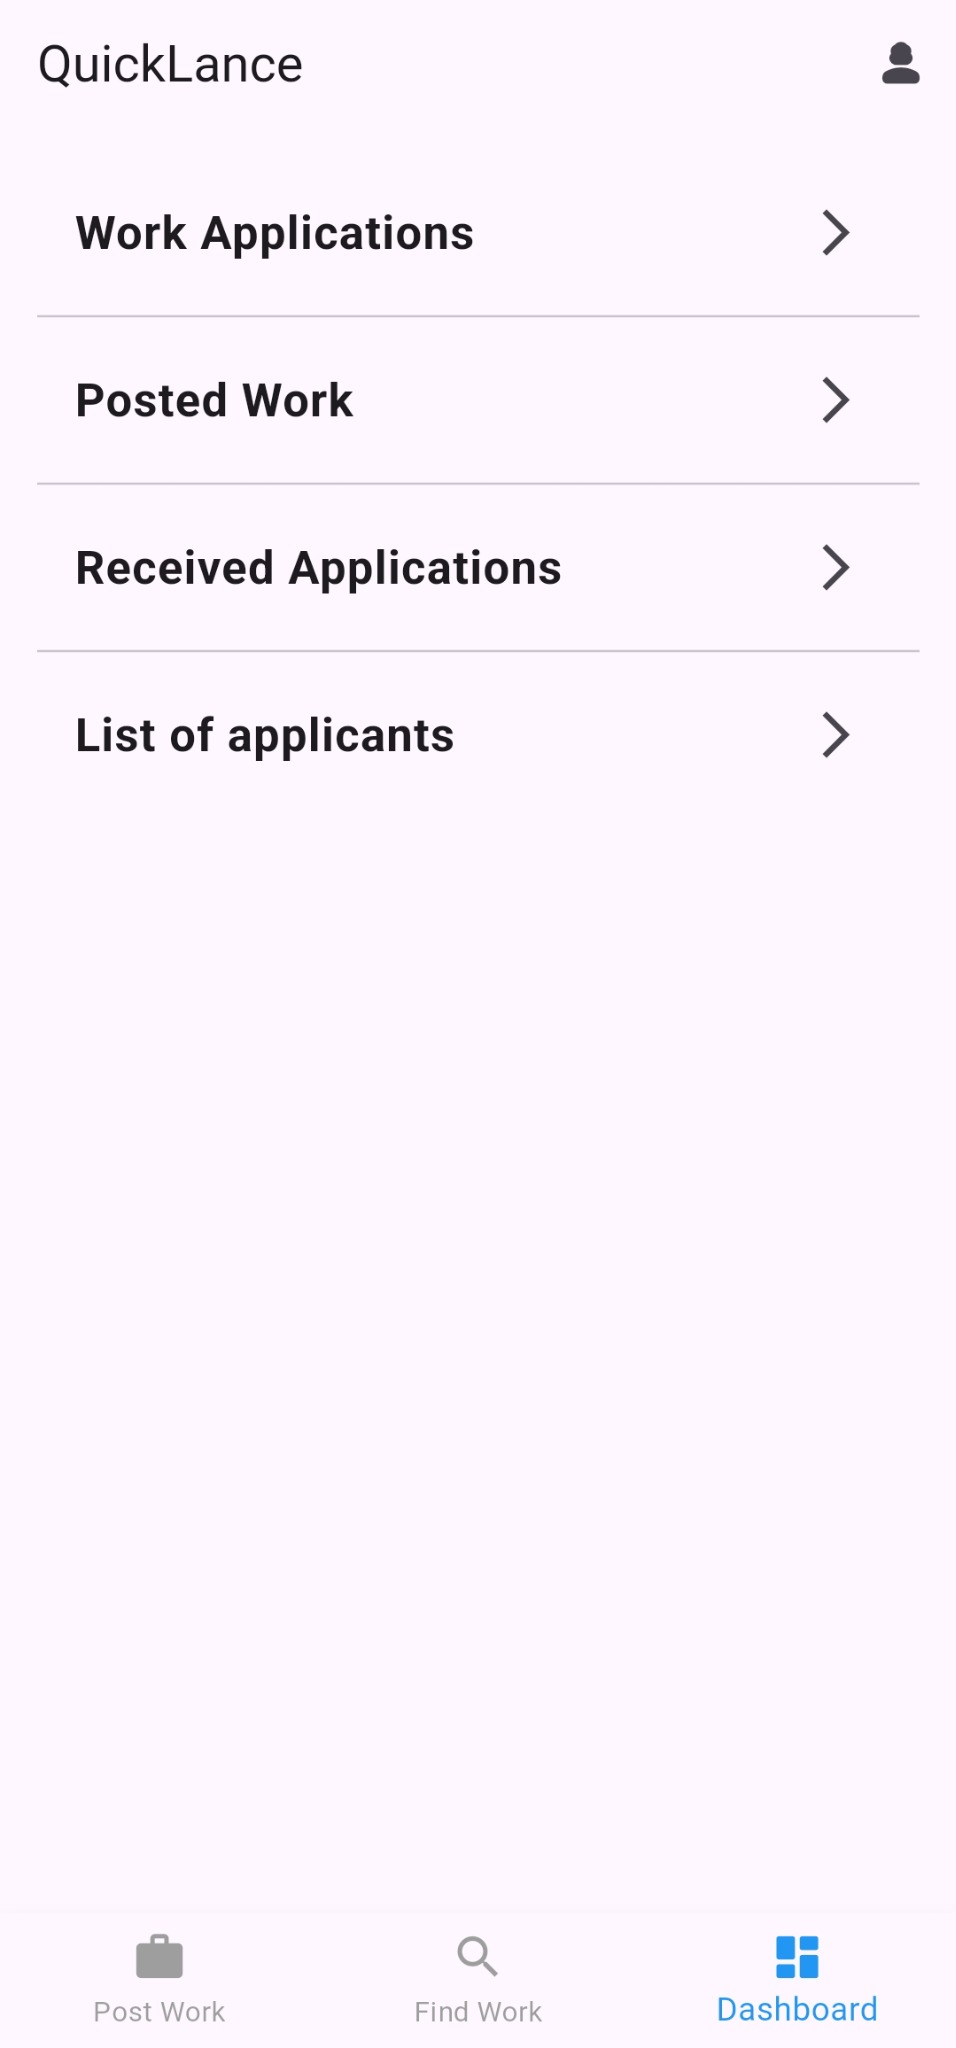 QuickLance
Work Applications
Posted Work
Received Applications
List of applicants
Post Work
Find Work
Dashboard